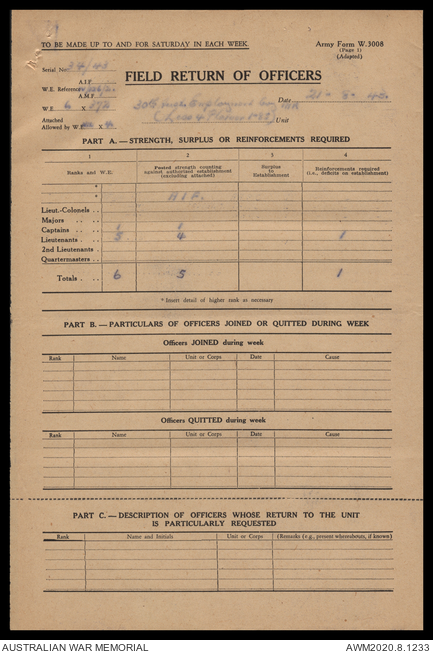 TO BE MADE UP TO AND FOR SATURDAY IN EACH WEEK.
Army Form W.3008
(Page 1)
(Adapted)
Serial No. 34/43
A.I.F.
W.E. Reference
A.M.F.
FIELD RETURN OF OFFICERS
W.E. 6 X
Employment Coy
Date 21- 8- 43.
Attached
Allowed by W.E. X
Unit
PART A.—STRENGTH, SURPLUS OR REINFORCEMENTS REQUIRED
1 2 3 4
Ranks and W.E. Posted strength counting against authorized establishment (excluding attached) Surplus to Establishment Reinforcements required (i.e., deficits on establishment)
*
* A I F.
Lieut.-Colonels . .
Majors . .
Captains . . 1 1
Lieutenants . . 5 4 1
2nd Lieutenants .
Quartermasters . .
Totals . . 6 5 1
* Insert detail of higher rank as necessary
PART B.—PARTICULARS OF OFFICERS JOINED OR QUITTED DURING WEEK
Officers JOINED during week
Rank Name Unit or Corps Date Cause
Officers QUITTED during week
Rank Name Unit or Corps Date Cause
PART C.—DESCRIPTION OF OFFICERS WHOSE RETURN TO THE UNIT
IS PARTICULARLY REQUESTED
Rank Name and Initials Unit or Corps (Remarks (e.g., present whereabouts, if known)
AUSTRALIAN WAR MEMORIAL
AWM2020.8.1233